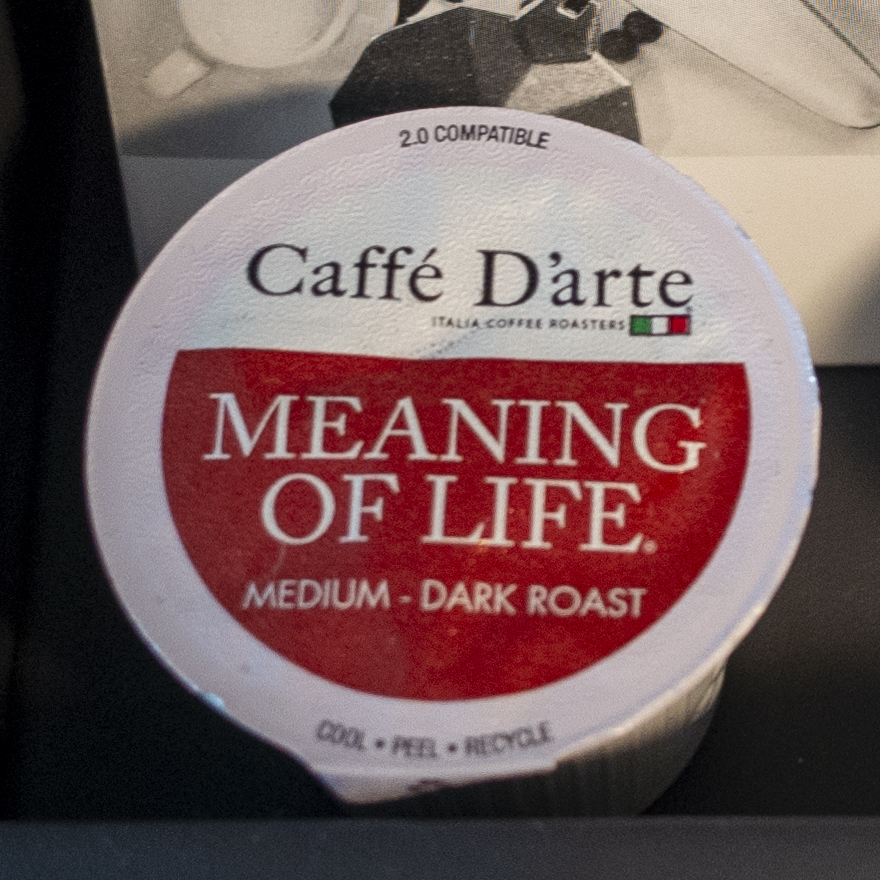 2.0 COMPATIBLE
Caffé D'arte®
ITALIA COFFEE ROASTERS
MEANING
OF LIFE®
MEDIUM - DARK ROAST
COOL • PEEL • RECYCLE